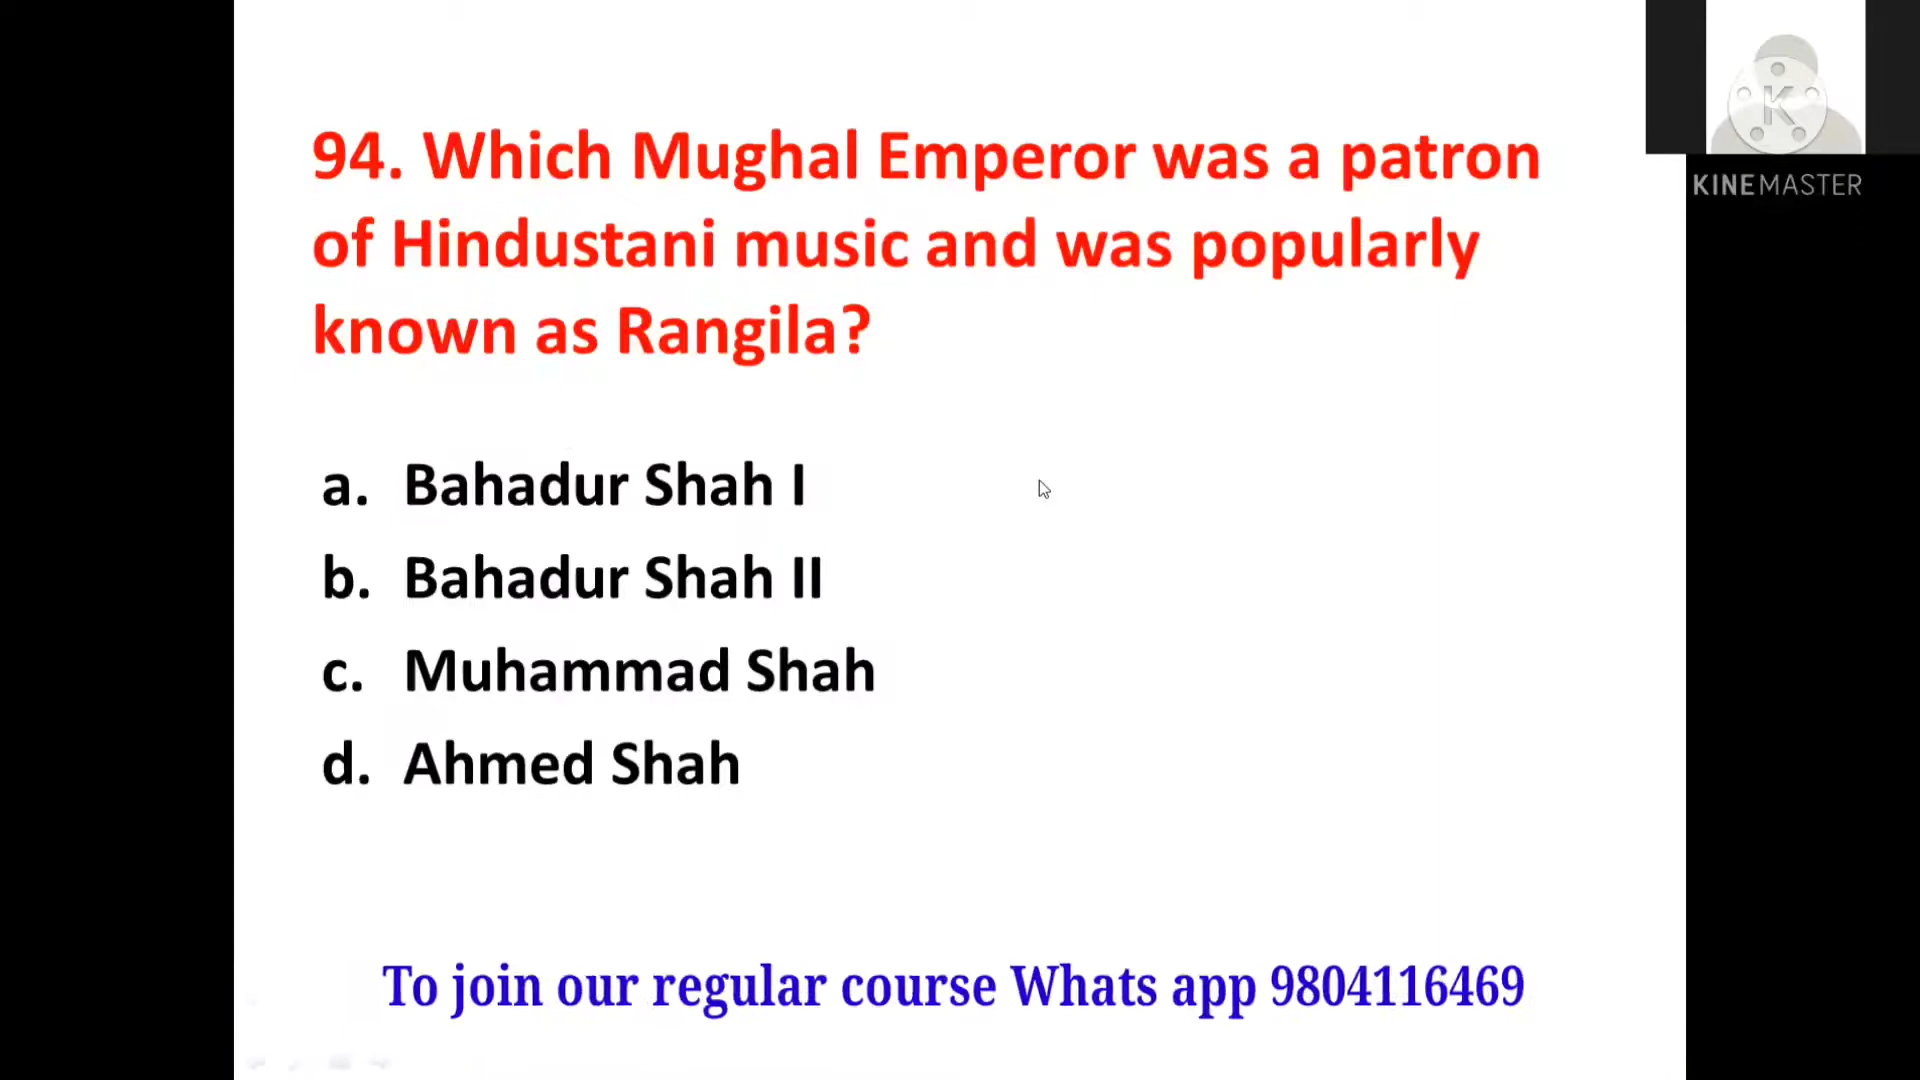 94. Which Mughal Emperor was a patron
of Hindustani music and was popularly
known as Rangila?
a. Bahadur Shah I
b. Bahadur Shah II
c. Muhammad Shah
d. Ahmed Shah
To join our regular course Whats app 9804116469
K
KINEMASTER